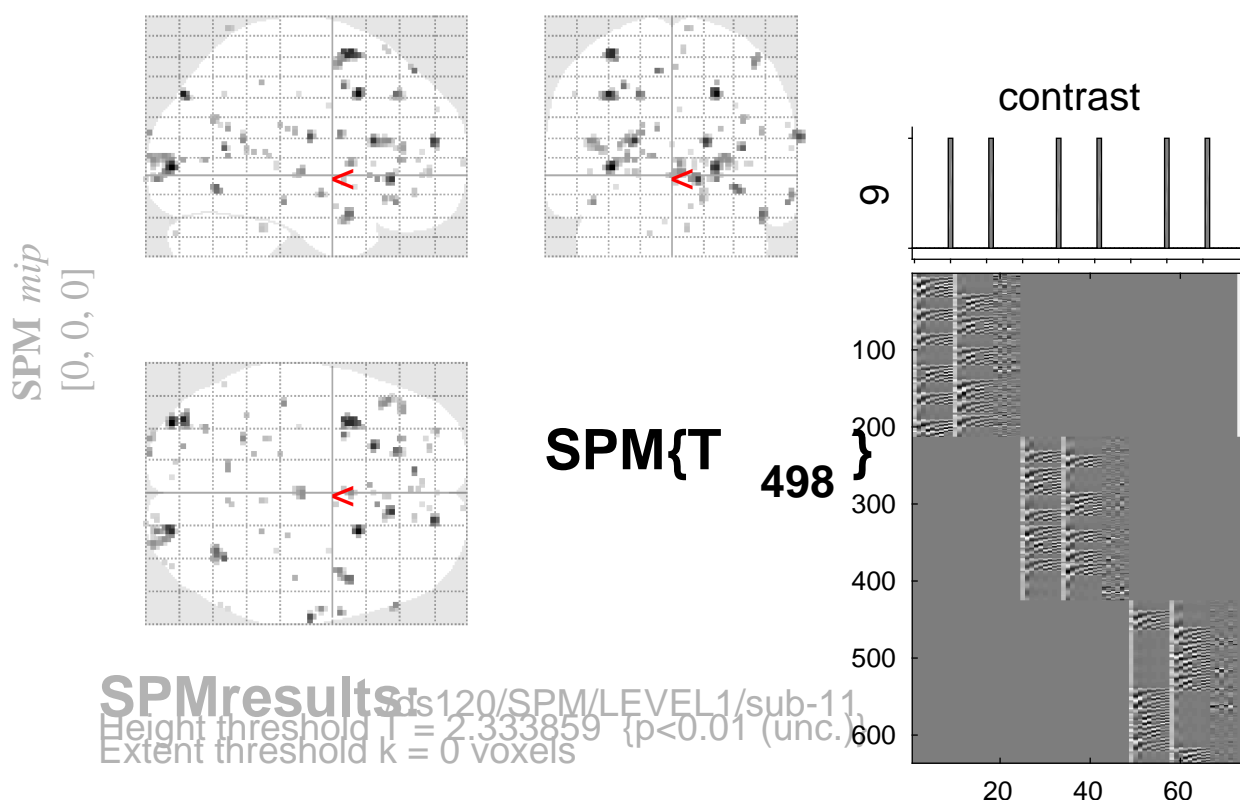 SPM mip
[0, 0, 0]
<
<
<
SPM{T498}
contrast
9
100
200
300
400
500
600
20
40
60
SPMresults: /ds120/SPM/LEVEL1/sub-11
Height threshold T = 2.333859 {p<0.01 (unc.)}
Extent threshold k = 0 voxels